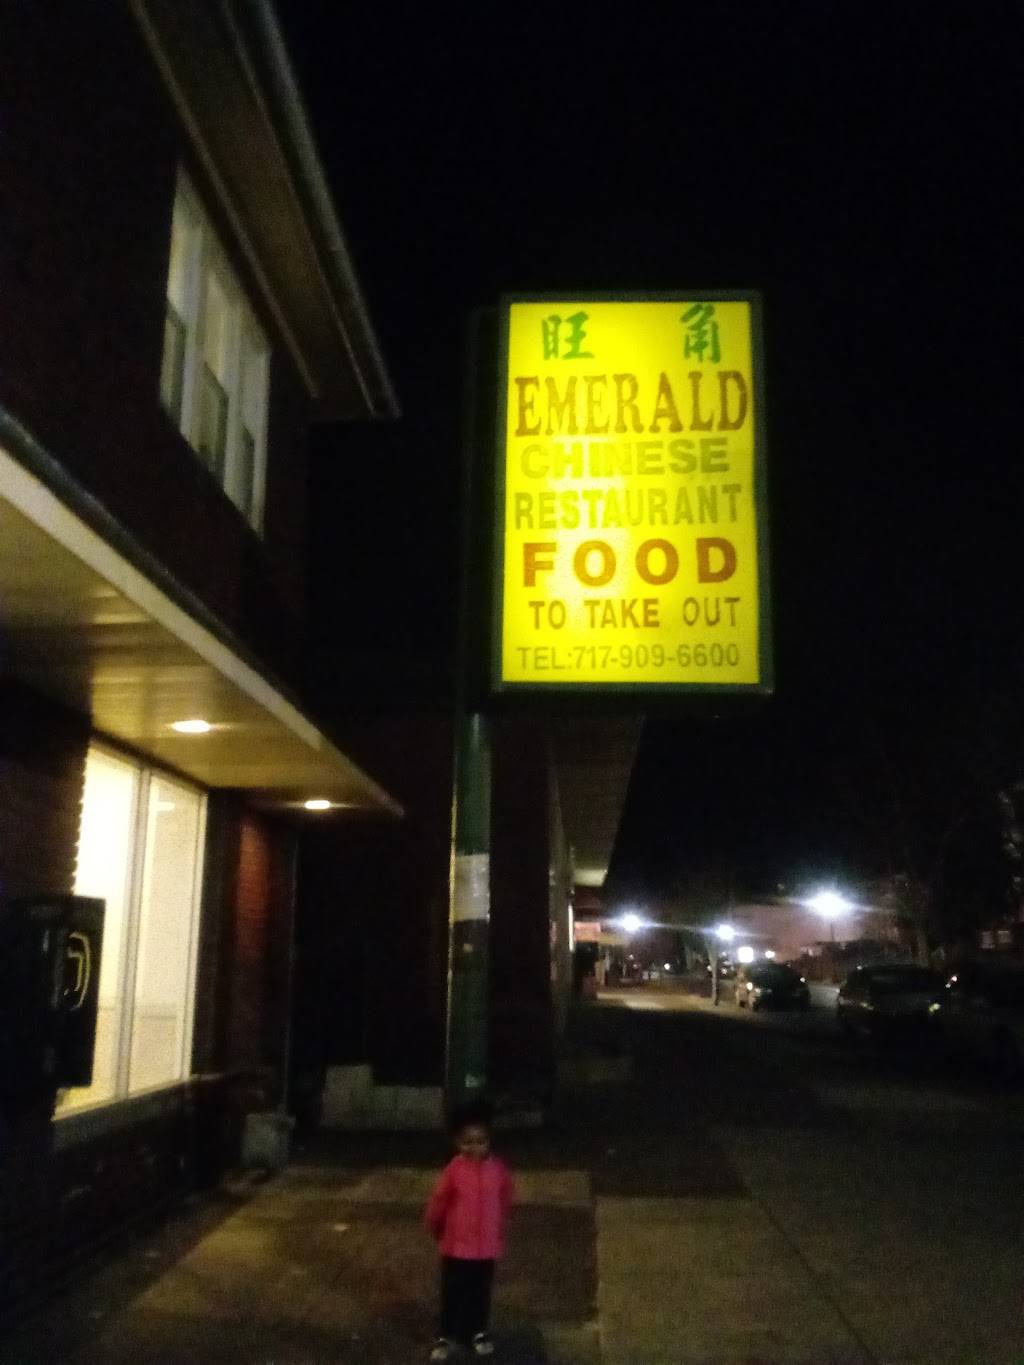 旺 角
EMERALD
CHINESE
RESTAURANT
FOOD
TO TAKE OUT
TEL:717-909-6600